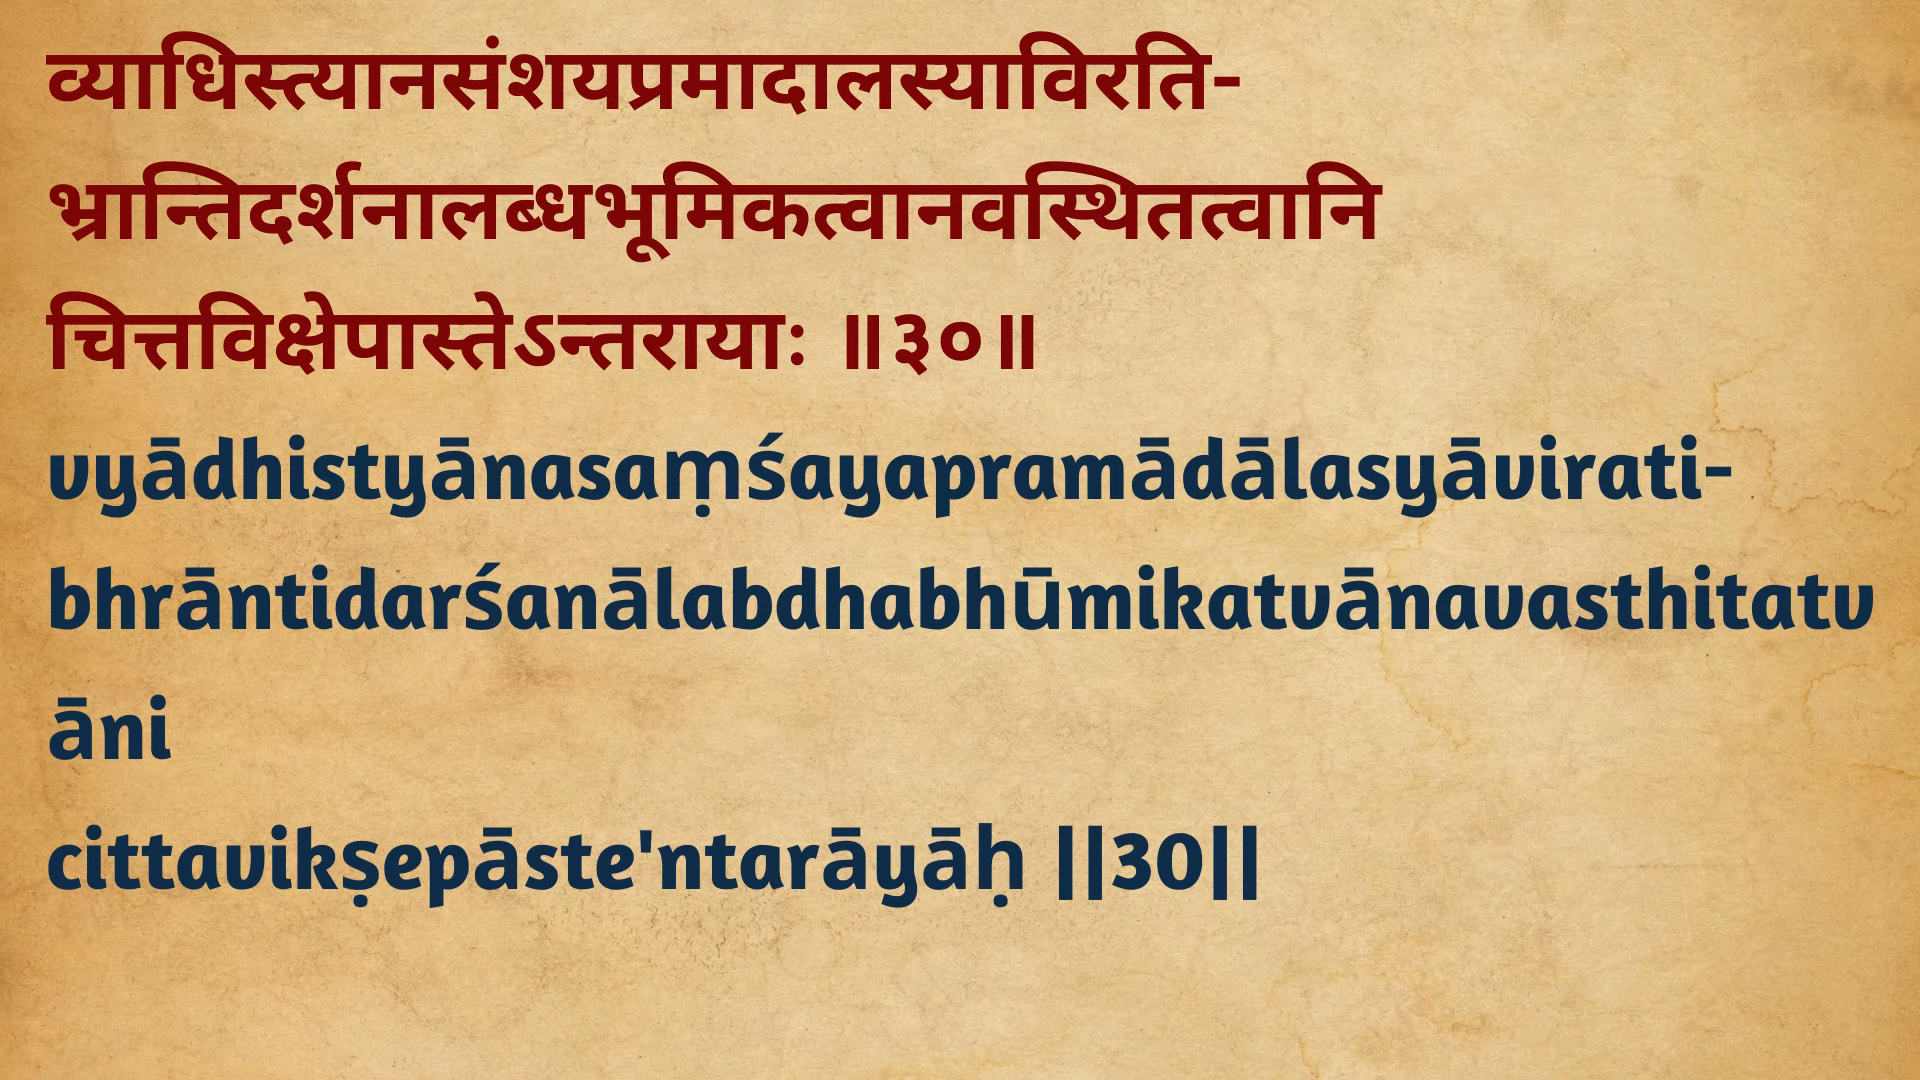 व्याधिस्त्यानसंशयप्रमादालस्याविरति-
भ्रान्तिदर्शनालब्धभूमिकत्वानवस्थितत्वानि
चित्तविक्षेपास्तेऽन्तरायाः ॥३०॥
vyādhistyānasaṃśayapramādālasyāvirati-
bhrāntidarśanālabdhabhūmikatvānavasthitatv
āni
cittavikṣepāste'ntarāyāḥ ||30||